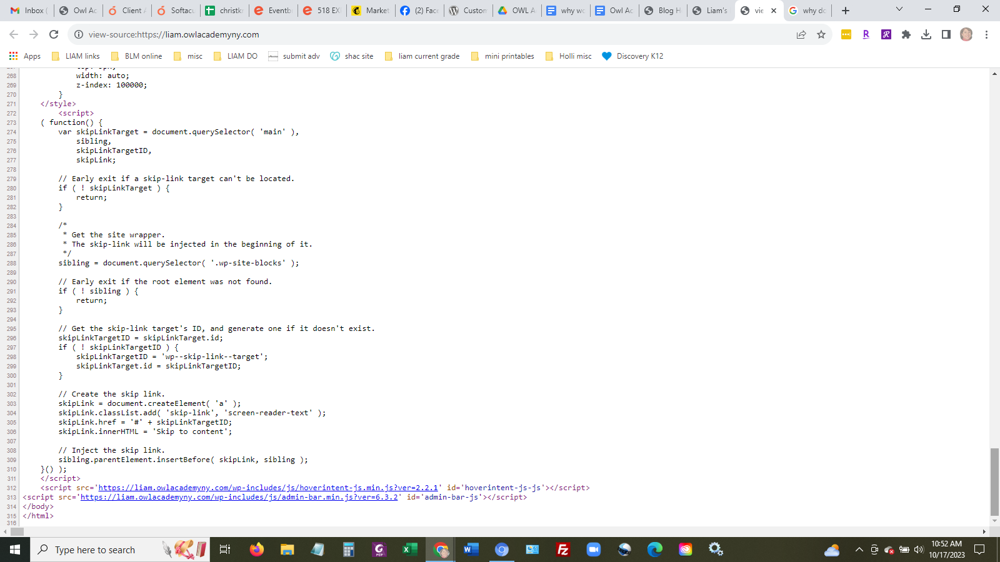 Inbox (
Owl Ac
Client A
Softacu
christk
Eventb
518 EX
Market
(2) Face
Custom
OWL A
why wo
Owl Ac
Blog H
Liam's
vie
why do
view-source:https://liam.owlacademyny.com
Apps
LIAM links
BLM online
misc
LIAM DO
submit adv
shac site
liam current grade
mini printables
Holli misc
Discovery K12
268 width: auto;
269 z-index: 100000;
270 }
271 </style>
272 <script>
273 ( function() {
274 var skipLinkTarget = document.querySelector( 'main' ),
275 sibling,
276 skipLinkTargetID,
277 skipLink;
278
279 // Early exit if a skip-link target can't be located.
280 if ( ! skipLinkTarget ) {
281 return;
282 }
283
284 /*
285 * Get the site wrapper.
286 * The skip-link will be injected in the beginning of it.
287 */
288 sibling = document.querySelector( '.wp-site-blocks' );
289
290 // Early exit if the root element was not found.
291 if ( ! sibling ) {
292 return;
293 }
294
295 // Get the skip-link target's ID, and generate one if it doesn't exist.
296 skipLinkTargetID = skipLinkTarget.id;
297 if ( ! skipLinkTargetID ) {
298 skipLinkTargetID = 'wp--skip-link--target';
299 skipLinkTarget.id = skipLinkTargetID;
300 }
301
302 // Create the skip link.
303 skipLink = document.createElement( 'a' );
304 skipLink.classList.add( 'skip-link', 'screen-reader-text' );
305 skipLink.href = '#' + skipLinkTargetID;
306 skipLink.innerHTML = 'Skip to content';
307
308 // Inject the skip link.
309 sibling.parentElement.insertBefore( skipLink, sibling );
310 }() );
311 </script>
312 <script src='https://liam.owlacademyny.com/wp-includes/js/hoverintent-js.min.js?ver=2.2.1' id='hoverintent-js-js'></script>
313 <script src='https://liam.owlacademyny.com/wp-includes/js/admin-bar.min.js?ver=6.3.2' id='admin-bar-js'></script>
314 </body>
315 </html>
316
Type here to search
10:52 AM
10/17/2023